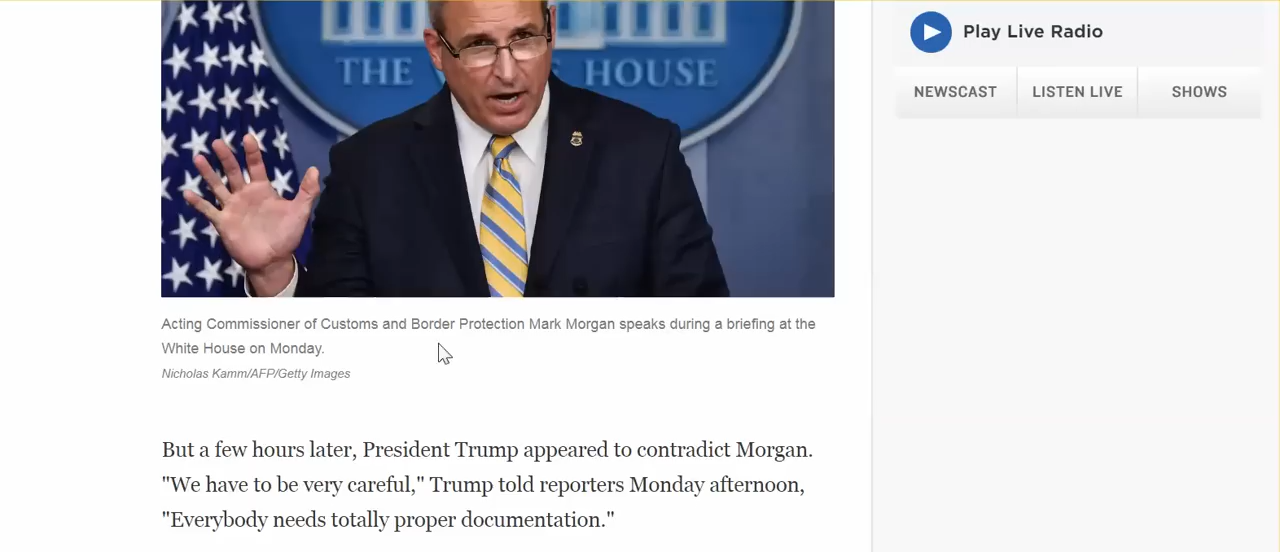 THE W HOUSE
Play Live Radio
NEWSCAST LISTEN LIVE SHOWS
Acting Commissioner of Customs and Border Protection Mark Morgan speaks during a briefing at the
White House on Monday.
Nicholas Kamm/AFP/Getty Images
But a few hours later, President Trump appeared to contradict Morgan.
"We have to be very careful," Trump told reporters Monday afternoon,
"Everybody needs totally proper documentation."